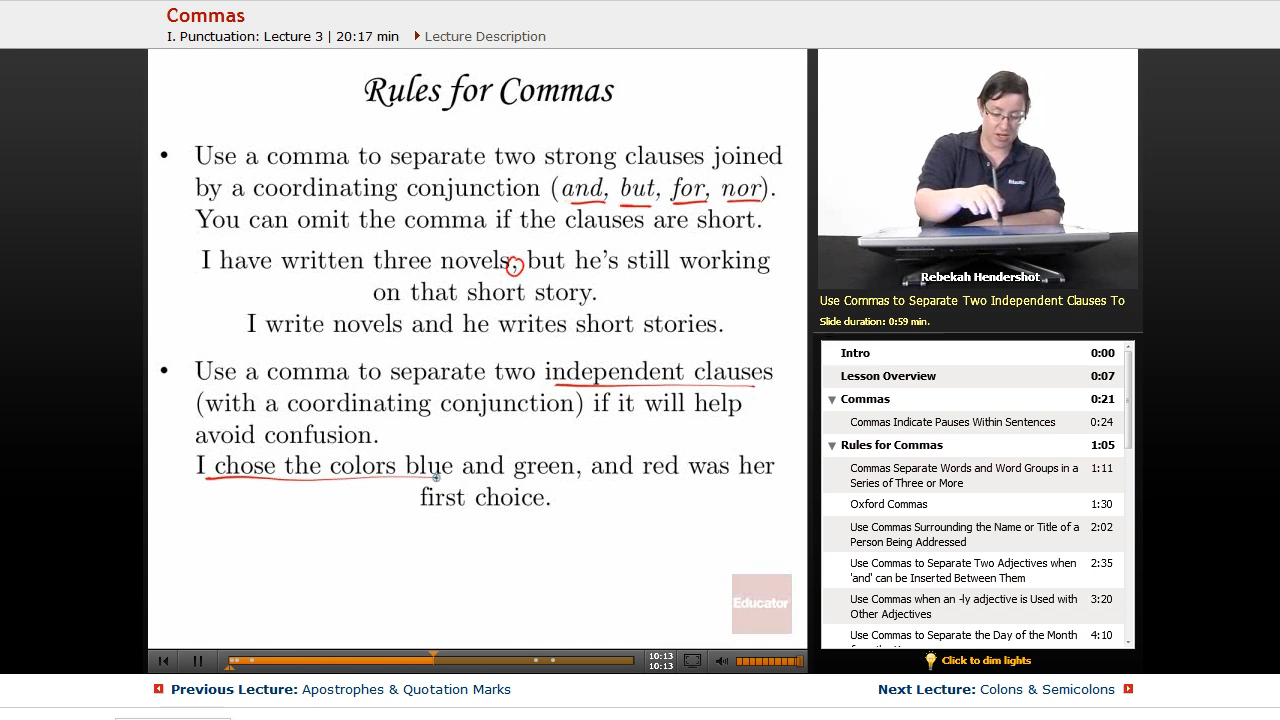 Commas
I. Punctuation: Lecture 3 | 20:17 min Lecture Description
Rules for Commas
• Use a comma to separate two strong clauses joined
by a coordinating conjunction (and, but, for, nor).
You can omit the comma if the clauses are short.
I have written three novels, but he's still working
on that short story.
I write novels and he writes short stories.
• Use a comma to separate two independent clauses
(with a coordinating conjunction) if it will help
avoid confusion.
I chose the colors blue and green, and red was her
first choice.
Educator
10:13
10:13
Rebekah Hendershot
Use Commas to Separate Two Independent Clauses To
Slide duration: 0:59 min.
Intro 0:00
Lesson Overview 0:07
Commas 0:21
Commas Indicate Pauses Within Sentences 0:24
Rules for Commas 1:05
Commas Separate Words and Word Groups in a 1:11
Series of Three or More
Oxford Commas 1:30
Use Commas Surrounding the Name or Title of a 2:02
Person Being Addressed
Use Commas to Separate Two Adjectives when 2:35
'and' can be Inserted Between Them
Use Commas when an -ly adjective is Used with 3:20
Other Adjectives
Use Commas to Separate the Day of the Month 4:10
Click to dim lights
Previous Lecture: Apostrophes & Quotation Marks
Next Lecture: Colons & Semicolons